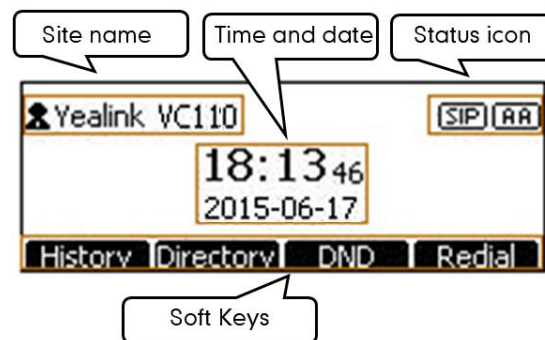 Site name
Time and date
Status icon
Yealink VC110
SIP AA
18:13 46
2015-06-17
History Directory DND Redial
Soft Keys